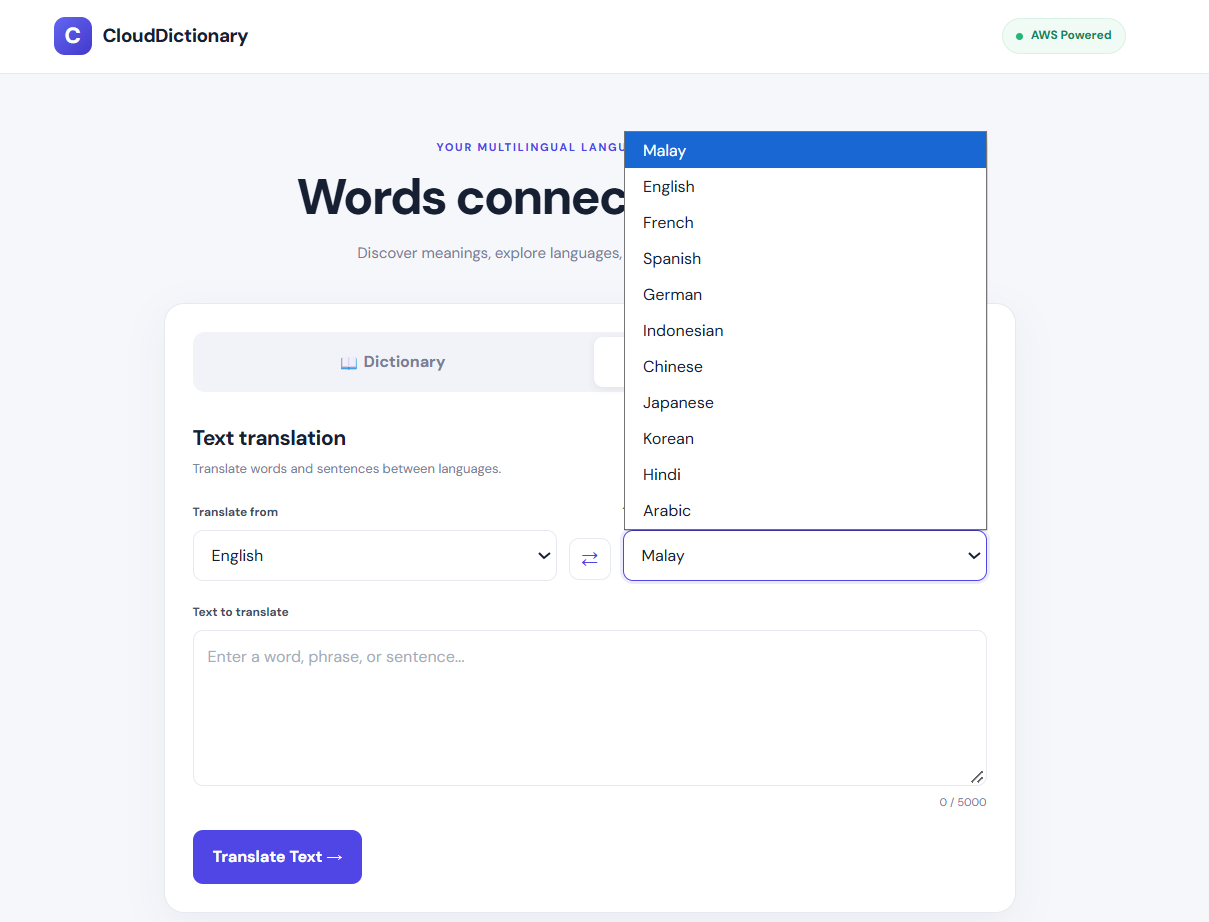 C CloudDictionary
AWS Powered
YOUR MULTILINGUAL LANGU
Words connec
Discover meanings, explore languages,
📖 Dictionary
Text translation
Translate words and sentences between languages.
Translate from
English
⇄
Malay
Malay
English
French
Spanish
German
Indonesian
Chinese
Japanese
Korean
Hindi
Arabic
Text to translate
Enter a word, phrase, or sentence...
0 / 5000
Translate Text →